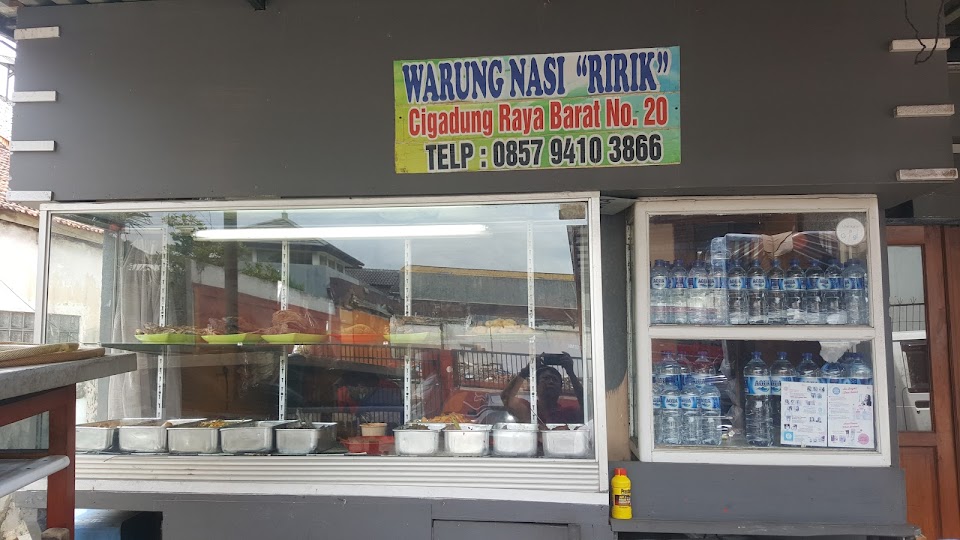 WARUNG NASI “RIRIK”
Cigadung Raya Barat No. 20
TELP : 0857 9410 3866